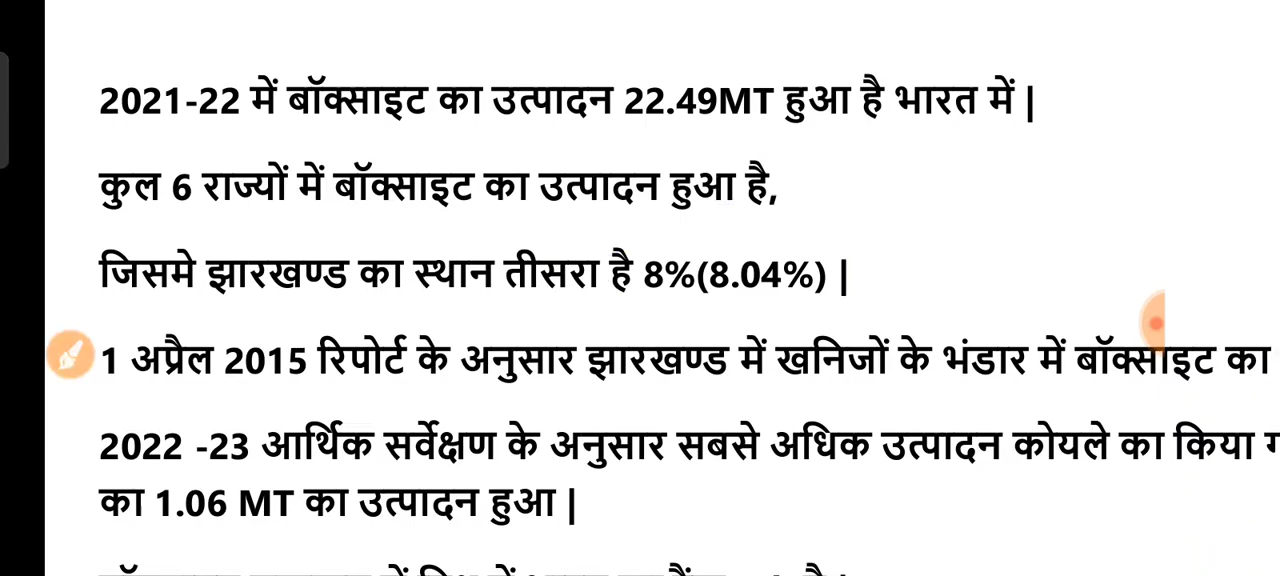 2021-22 में बॉक्साइट का उत्पादन 22.49MT हुआ है भारत में |
कुल 6 राज्यों में बॉक्साइट का उत्पादन हुआ है,
जिसमे झारखण्ड का स्थान तीसरा है 8%(8.04%) |
1 अप्रैल 2015 रिपोर्ट के अनुसार झारखण्ड में खनिजों के भंडार में बॉक्साइट का
2022 -23 आर्थिक सर्वेक्षण के अनुसार सबसे अधिक उत्पादन कोयले का किया
का 1.06 MT का उत्पादन हुआ |